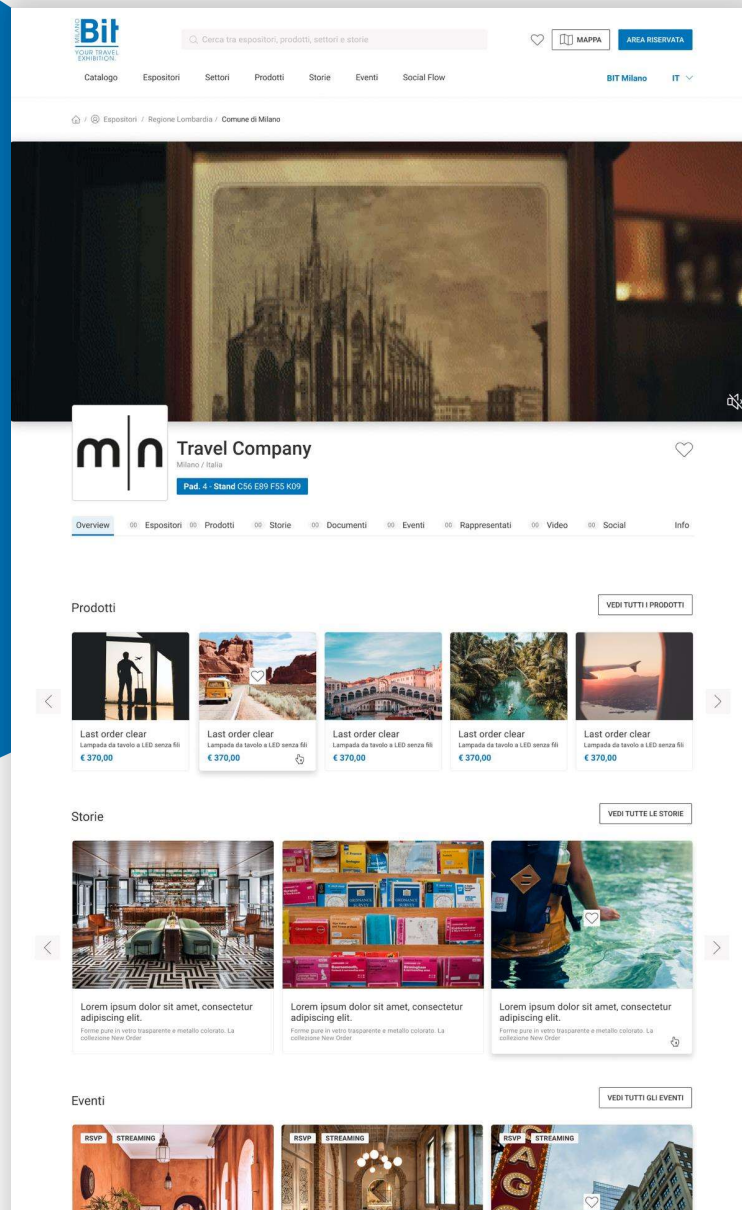 MILANO
Bit
YOUR TRAVEL
EXHIBITION.
Cerca tra espositori, prodotti, settori e storie
MAPPA
AREA RISERVATA
Catalogo Espositori Settori Prodotti Storie Eventi Social Flow
BIT Milano IT
/ Espositori / Regione Lombardia / Comune di Milano
m|n
Travel Company
Milano / Italia
Pad. 4 - Stand C56 E89 F55 K09
Overview 00 Espositori 00 Prodotti 00 Storie 00 Documenti 00 Eventi 00 Rappresentati 00 Video 00 Social Info
Prodotti
VEDI TUTTI I PRODOTTI
Last order clear
Lampada da tavolo a LED senza fili
€ 370,00
Last order clear
Lampada da tavolo a LED senza fili
€ 370,00
Last order clear
Lampada da tavolo a LED senza fili
€ 370,00
Last order clear
Lampada da tavolo a LED senza fili
€ 370,00
Last order clear
Lampada da tavolo a LED senza fili
€ 370,00
Storie
VEDI TUTTE LE STORIE
Lorem ipsum dolor sit amet, consectetur
adipiscing elit.
Forme pure in vetro trasparente e metallo colorato. La
collezione New Order
Lorem ipsum dolor sit amet, consectetur
adipiscing elit.
Forme pure in vetro trasparente e metallo colorato. La
collezione New Order
Lorem ipsum dolor sit amet, consectetur
adipiscing elit.
Forme pure in vetro trasparente e metallo colorato. La
collezione New Order
Eventi
VEDI TUTTI GLI EVENTI
RSVP STREAMING
RSVP STREAMING
RSVP STREAMING